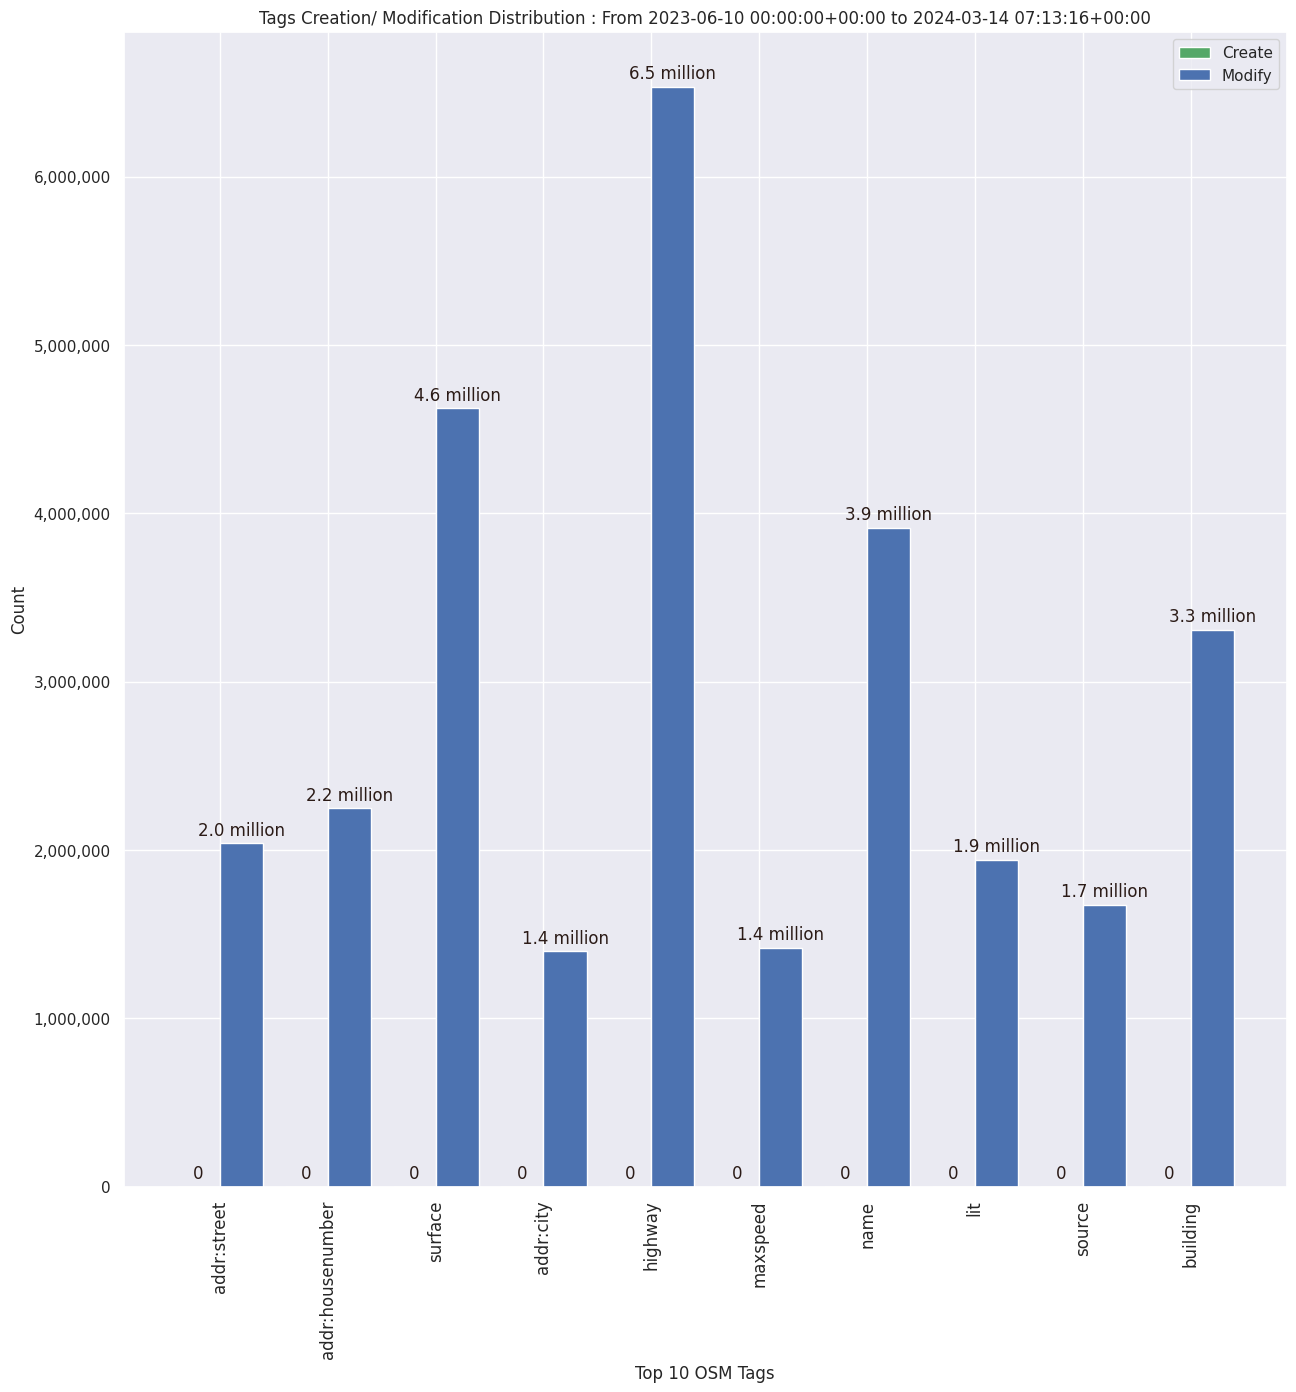 Tags Creation/ Modification Distribution : From 2023-06-10 00:00:00+00:00 to 2024-03-14 07:13:16+00:00
Create
Modify
6.5 million
4.6 million
3.9 million
3.3 million
2.2 million
2.0 million
1.9 million
1.7 million
1.4 million
1.4 million
0
0
0
0
0
0
0
0
0
0
6,000,000
5,000,000
4,000,000
3,000,000
2,000,000
1,000,000
0
Count
addr:street
addr:housenumber
surface
addr:city
highway
maxspeed
name
lit
source
building
Top 10 OSM Tags